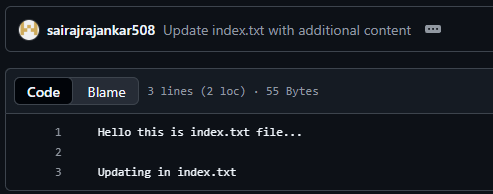 sairajrajankar508 Update index.txt with additional content
Code Blame 3 lines (2 loc) · 55 Bytes
1 Hello this is index.txt file...
2
3 Updating in index.txt